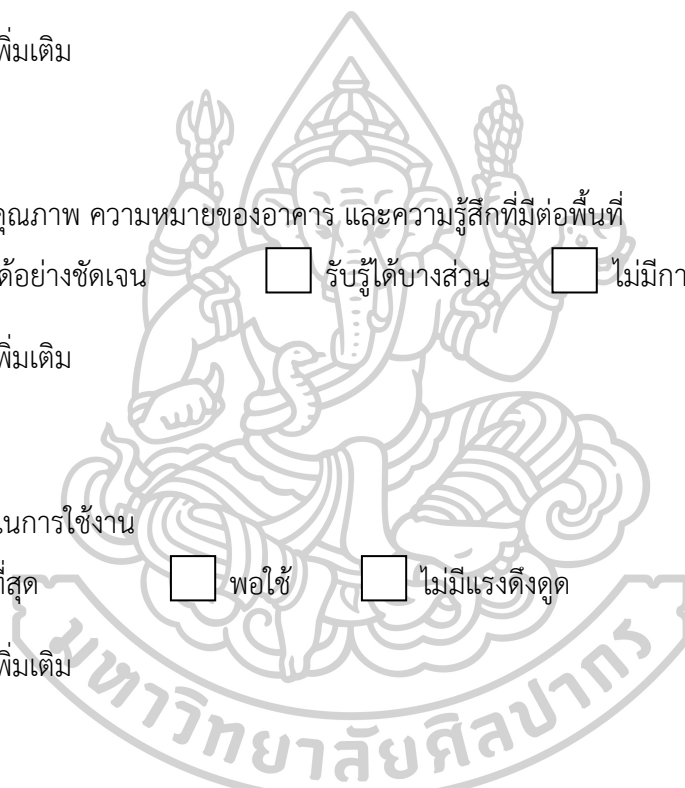 พิ่มเติม
คุณภาพ ความหมายของอาคาร และความรู้สึกที่มีต่อพื้นที่
ด้อย่างชัดเจน รับรู้ได้บางส่วน ไม่มีกา
พิ่มเติม
ในการใช้งาน
ที่สุด พอใช้ ไม่มีแรงดึงดูด
พิ่มเติม
มหาวิทยาลัยศิลปากร